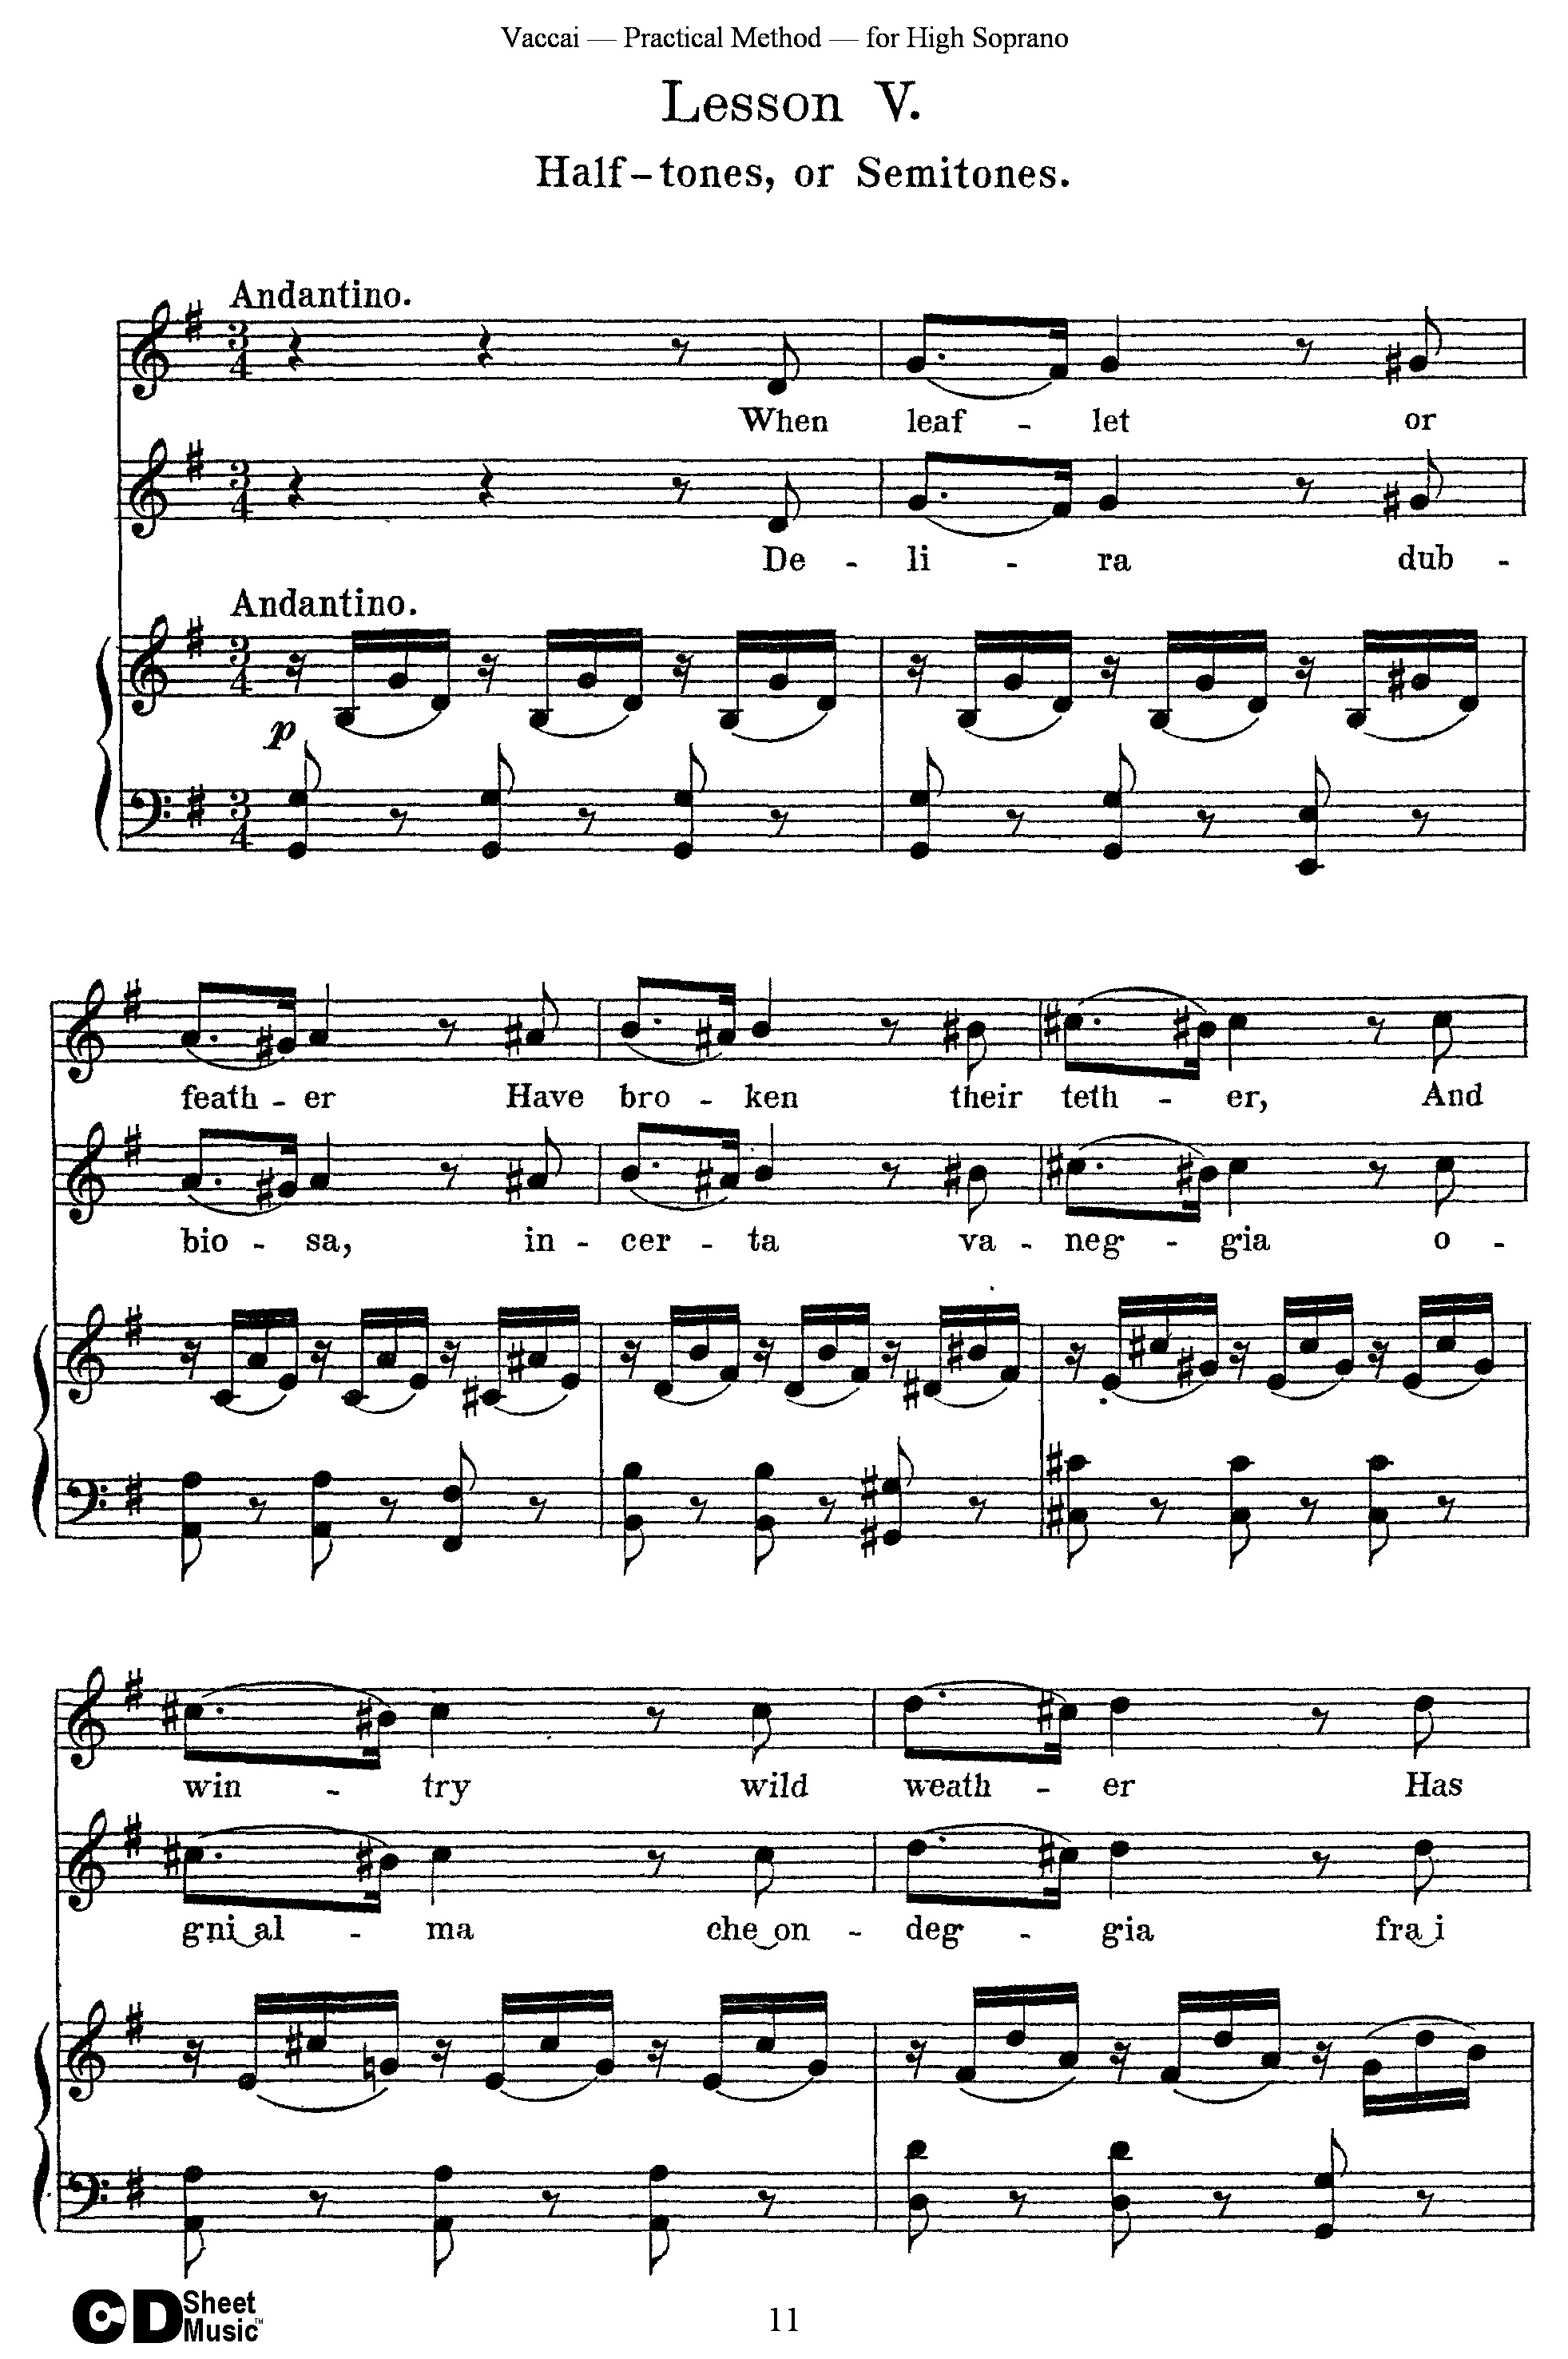 Vaccai — Practical Method — for High Soprano
Lesson V.
Half-tones, or Semitones.
Andantino.
When leaf - let or
De - li - ra dub -
Andantino.
p
feath - er Have bro - ken their teth - er, And
bio - sa, in - cer - ta va - neg - gia o -
win - try wild weath - er Has
gni al - ma che on - deg - gia fra i
CD Sheet Music™
11